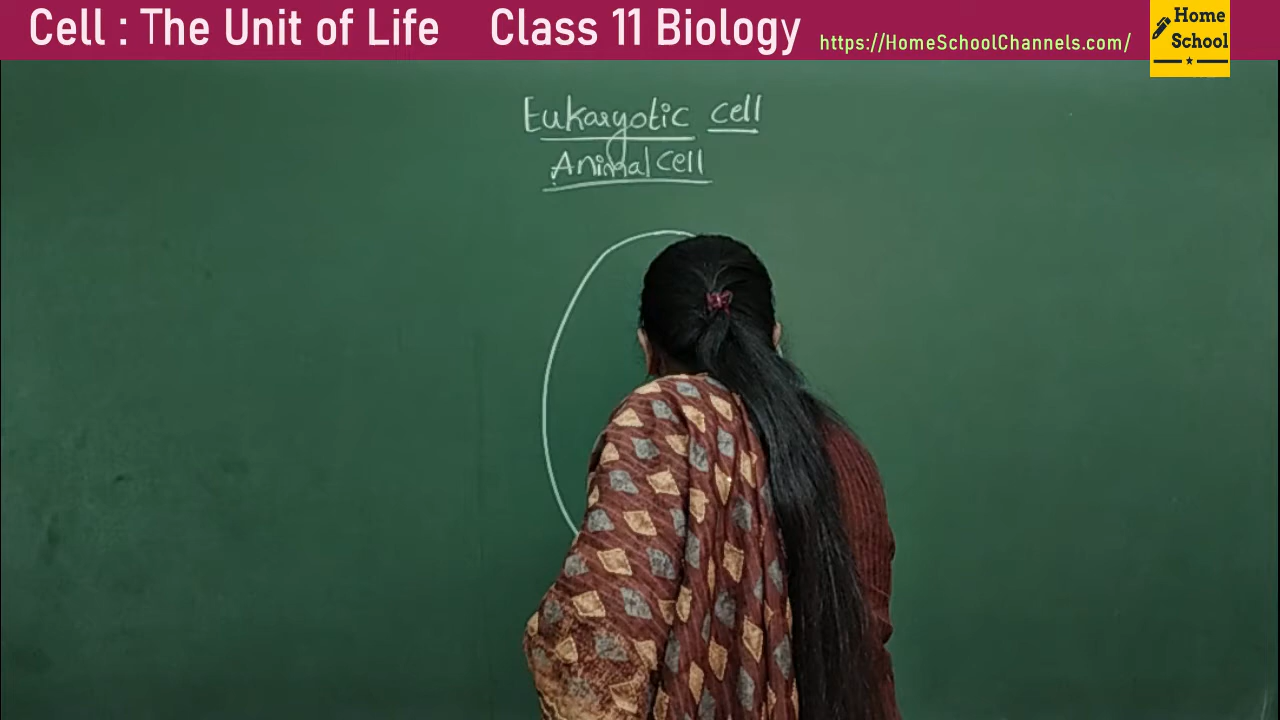 Cell : The Unit of Life Class 11 Biology https://HomeSchoolChannels.com/
Home
School
Eukaryotic cell
Animal cell